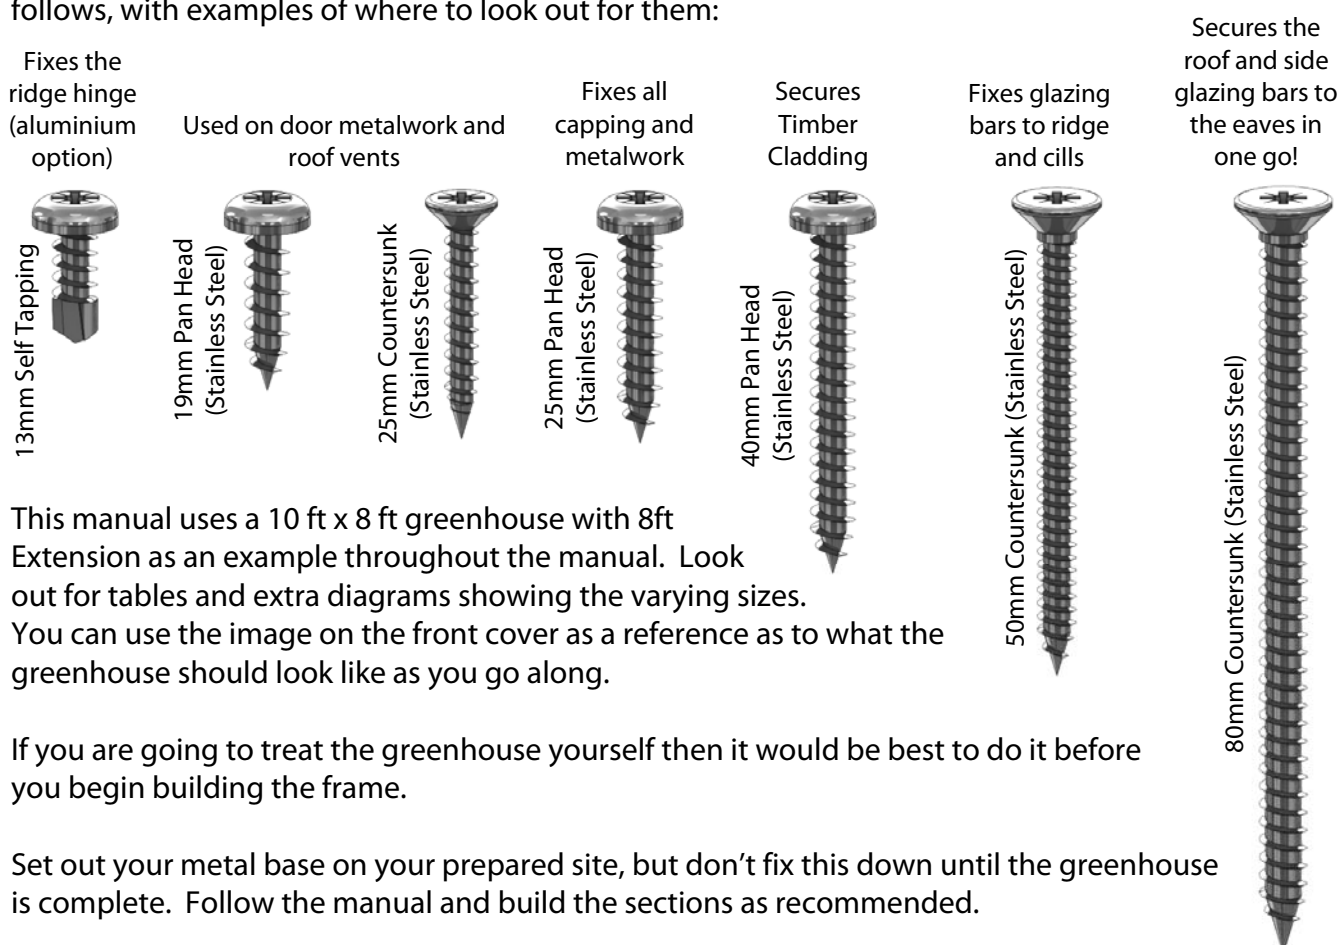 follows, with examples of where to look out for them:
Fixes the
ridge hinge
(aluminium
option)
Used on door metalwork and
roof vents
Fixes all
capping and
metalwork
Secures
Timber
Cladding
Fixes glazing
bars to ridge
and cills
Secures the
roof and side
glazing bars to
the eaves in
one go!
13mm Self Tapping
19mm Pan Head
(Stainless Steel)
25mm Countersunk
(Stainless Steel)
25mm Pan Head
(Stainless Steel)
40mm Pan Head
(Stainless Steel)
50mm Countersunk (Stainless Steel)
80mm Countersunk (Stainless Steel)
This manual uses a 10 ft x 8 ft greenhouse with 8ft
Extension as an example throughout the manual.  Look
out for tables and extra diagrams showing the varying sizes.
You can use the image on the front cover as a reference as to what the
greenhouse should look like as you go along.
If you are going to treat the greenhouse yourself then it would be best to do it before
you begin building the frame.
Set out your metal base on your prepared site, but don’t fix this down until the greenhouse
is complete.  Follow the manual and build the sections as recommended.